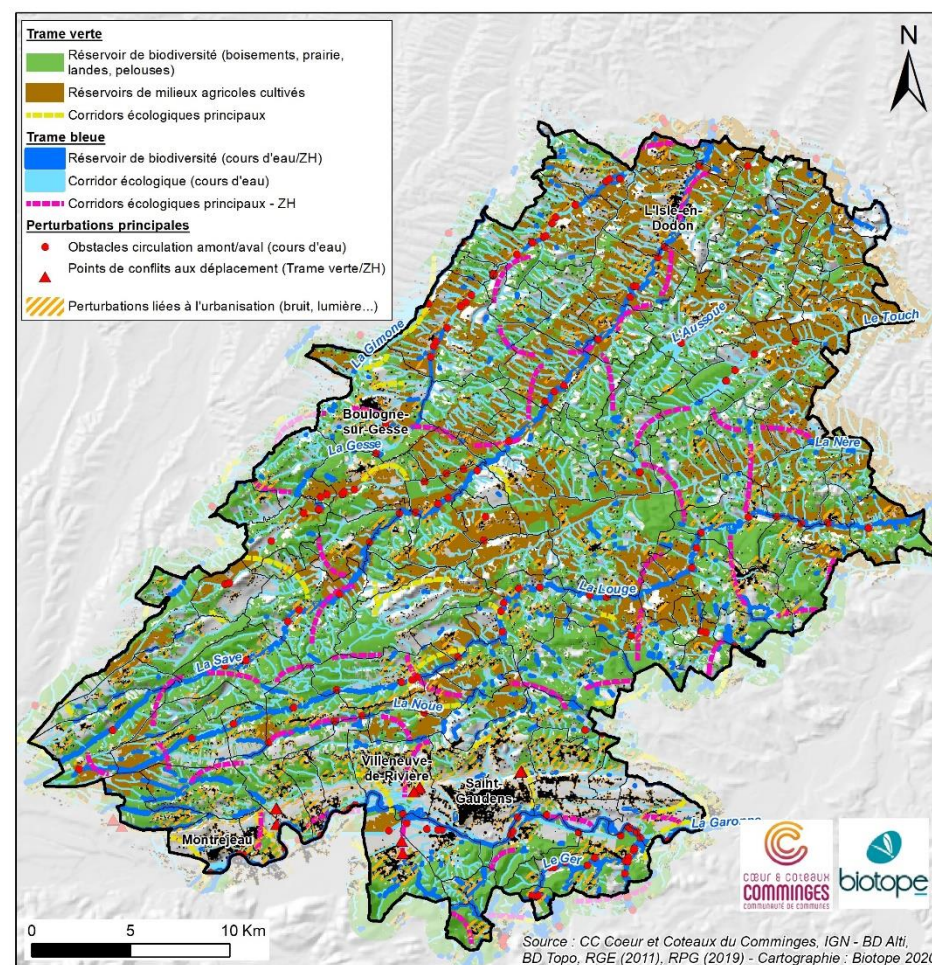 Trame verte
Réservoir de biodiversité (boisements, prairie,
landes, pelouses)
Réservoirs de milieux agricoles cultivés
Corridors écologiques principaux
Trame bleue
Réservoir de biodiversité (cours d'eau/ZH)
Corridor écologique (cours d'eau)
Corridors écologiques principaux - ZH
Perturbations principales
Obstacles circulation amont/aval (cours d'eau)
Points de conflits aux déplacement (Trame verte/ZH)
Perturbations liées à l'urbanisation (bruit, lumière...)
N
L'Isle-en-
Dodon
La Gimone
L'Aussoue
Le Touch
Boulogne-
sur-Gesse
La Gesse
La Nère
La Louge
La Save
La Noue
Villeneuve-
de-Rivière
Saint-
Gaudens
Montréjeau
La Garonne
Le Ger
cœur & coteaux
COMMINGES
COMMUNAUTÉ DE COMMUNES
biotope
0 5 10 Km
Source : CC Coeur et Coteaux du Comminges, IGN - BD Alti,
BD Topo, RGE (2011), RPG (2019) - Cartographie : Biotope 2020